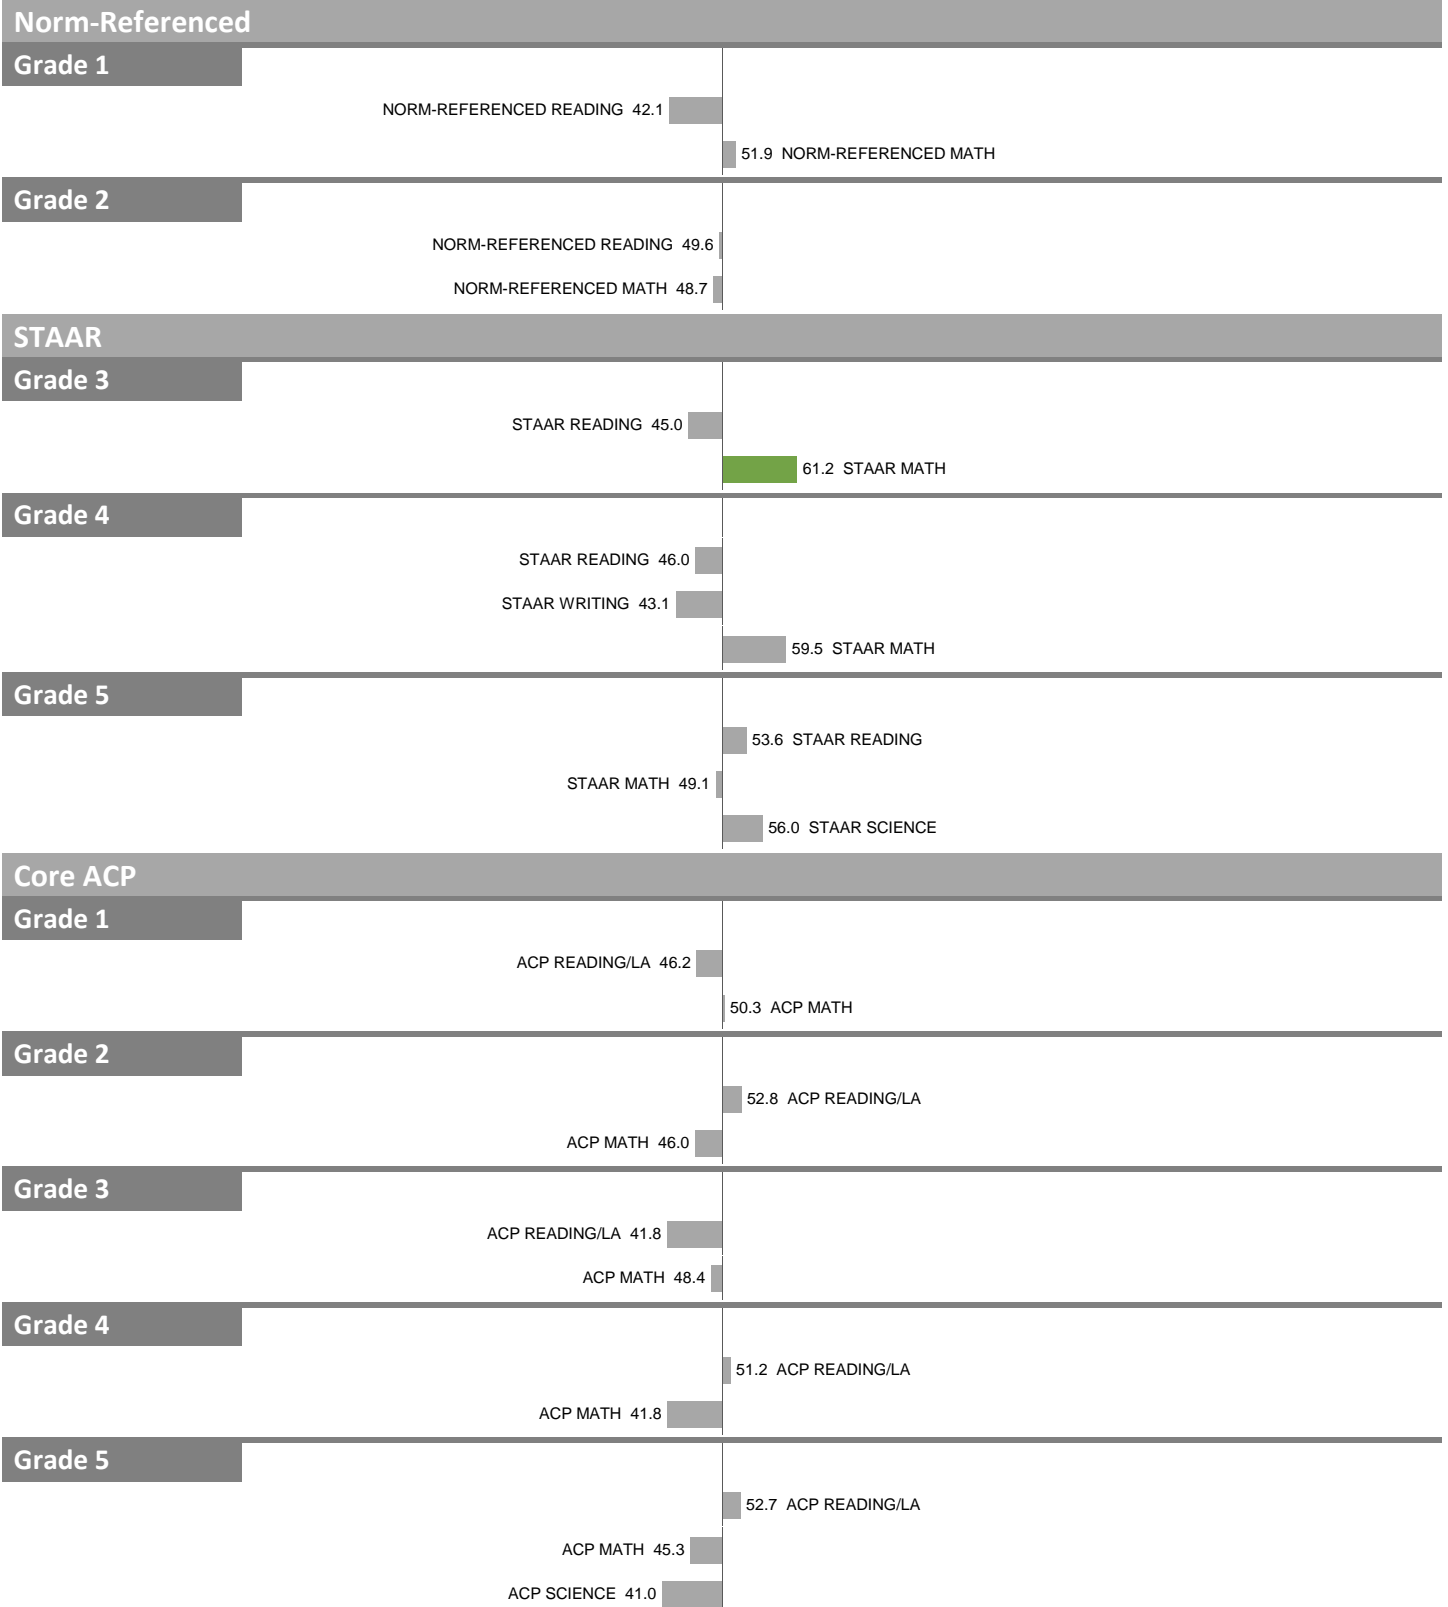 Norm-Referenced
Grade 1
NORM-REFERENCED READING 42.1
51.9 NORM-REFERENCED MATH
Grade 2
NORM-REFERENCED READING 49.6
NORM-REFERENCED MATH 48.7
STAAR
Grade 3
STAAR READING 45.0
61.2 STAAR MATH
Grade 4
STAAR READING 46.0
STAAR WRITING 43.1
59.5 STAAR MATH
Grade 5
53.6 STAAR READING
STAAR MATH 49.1
56.0 STAAR SCIENCE
Core ACP
Grade 1
ACP READING/LA 46.2
50.3 ACP MATH
Grade 2
52.8 ACP READING/LA
ACP MATH 46.0
Grade 3
ACP READING/LA 41.8
ACP MATH 48.4
Grade 4
51.2 ACP READING/LA
ACP MATH 41.8
Grade 5
52.7 ACP READING/LA
ACP MATH 45.3
ACP SCIENCE 41.0